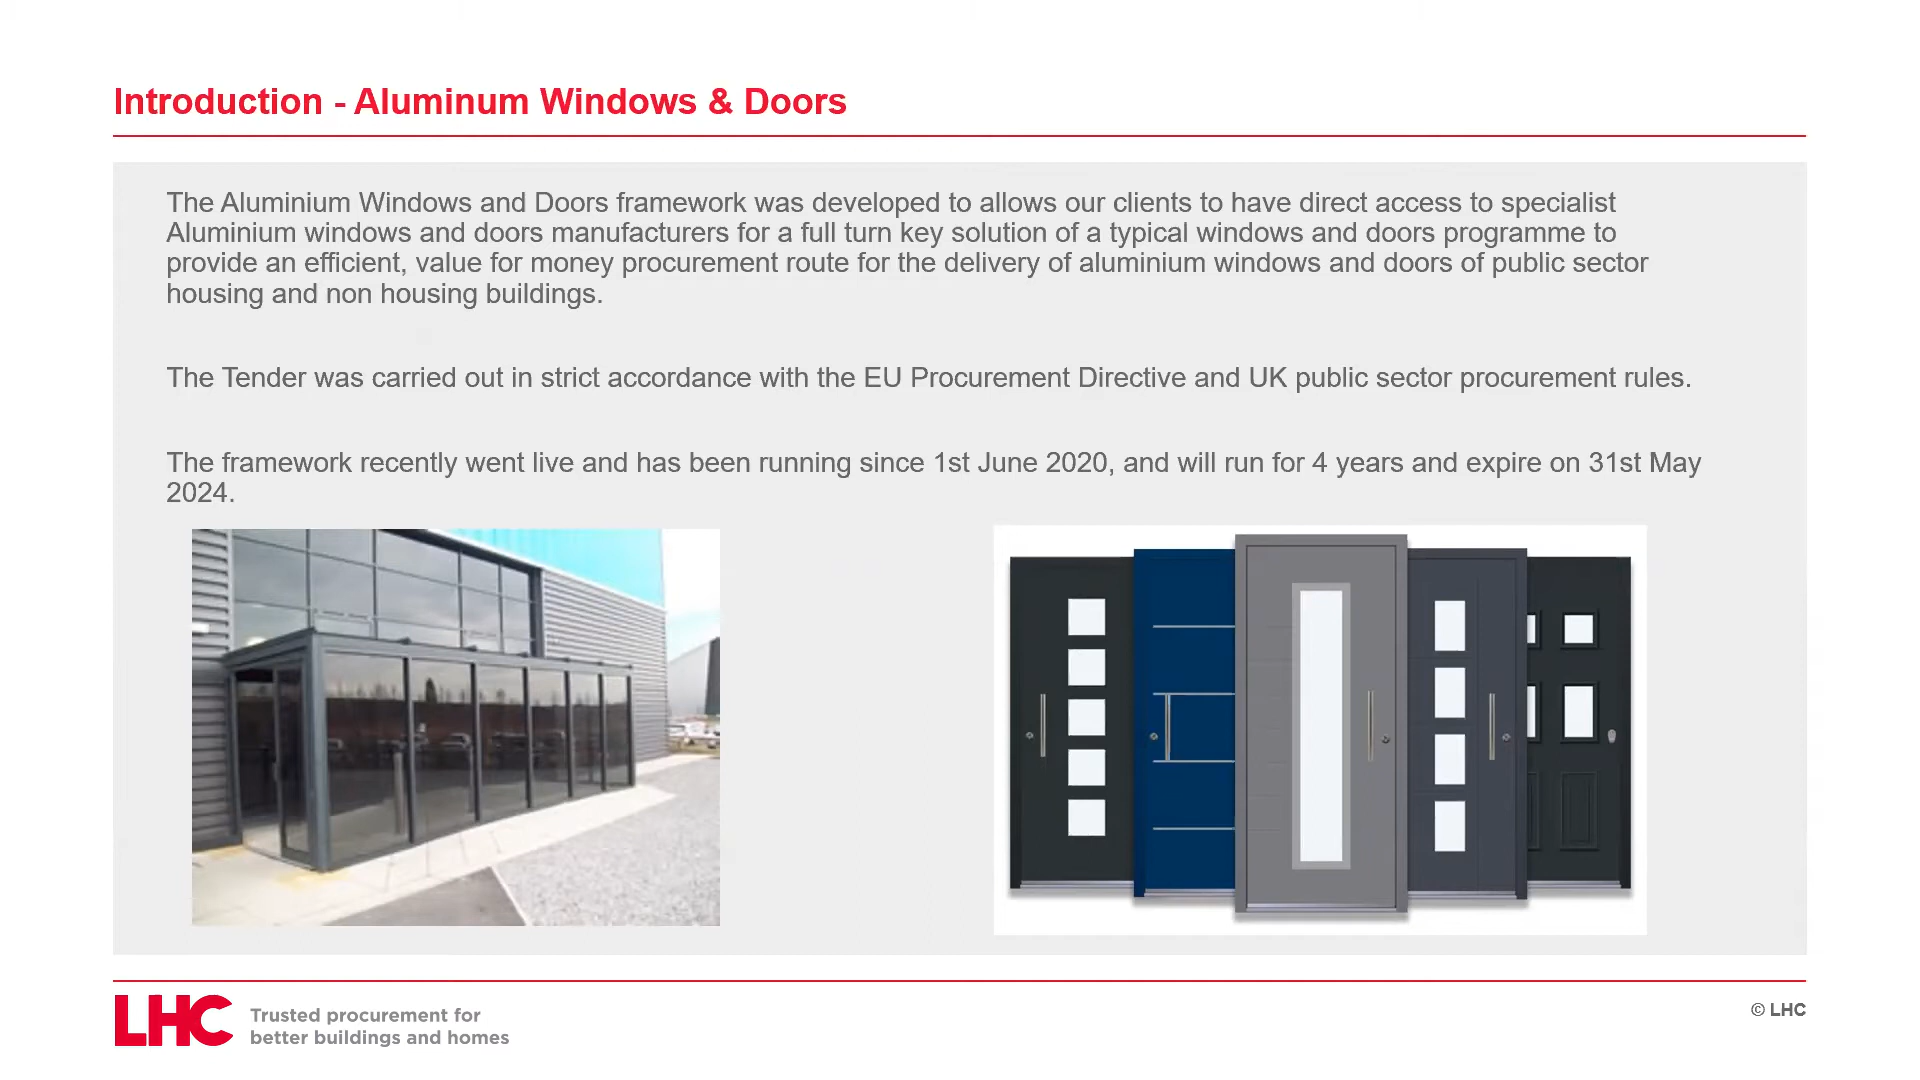 Introduction - Aluminum Windows & Doors
The Aluminium Windows and Doors framework was developed to allows our clients to have direct access to specialist
Aluminium windows and doors manufacturers for a full turn key solution of a typical windows and doors programme to
provide an efficient, value for money procurement route for the delivery of aluminium windows and doors of public sector
housing and non housing buildings.
The Tender was carried out in strict accordance with the EU Procurement Directive and UK public sector procurement rules.
The framework recently went live and has been running since 1st June 2020, and will run for 4 years and expire on 31st May
2024.
LHC
Trusted procurement for
better buildings and homes
© LHC